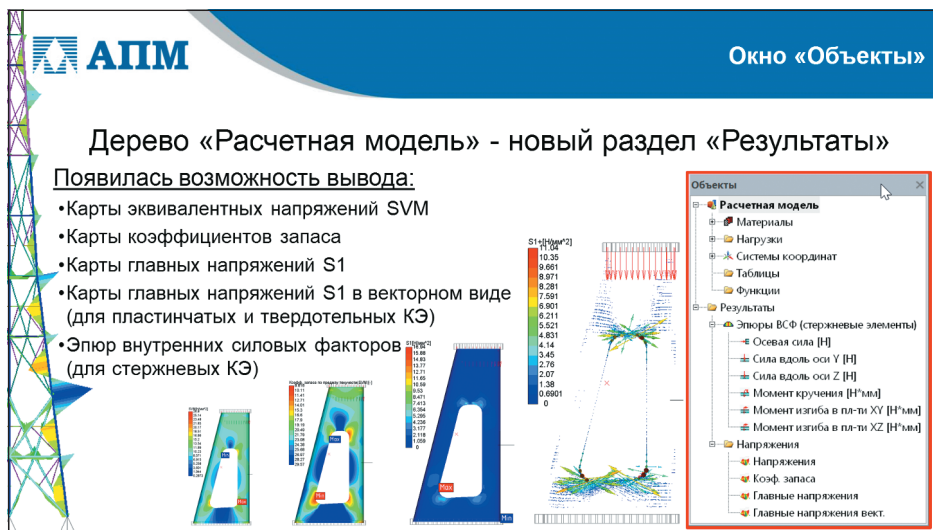 АПМ
Окно «Объекты»
Дерево «Расчетная модель» - новый раздел «Результаты»
Появилась возможность вывода:
•Карты эквивалентных напряжений SVM
•Карты коэффициентов запаса
•Карты главных напряжений S1
•Карты главных напряжений S1 в векторном виде
(для пластинчатых и твердотельных КЭ)
•Эпюр внутренних силовых факторов
(для стержневых КЭ)
Max
Min
Max
Min
S1+[Н/мм^2]
11.04
10.35
9.661
8.971
8.281
7.591
6.901
6.211
5.521
4.831
4.14
3.45
2.76
2.07
1.38
0.6901
0
Объекты
Расчетная модель
Материалы
Нагрузки
Системы координат
Таблицы
Функции
Результаты
Эпюры ВСФ (стержневые элементы)
Осевая сила [Н]
Сила вдоль оси Y [Н]
Сила вдоль оси Z [Н]
Момент кручения [Н*мм]
Момент изгиба в пл-ти XY [Н*мм]
Момент изгиба в пл-ти XZ [Н*мм]
Напряжения
Напряжения
Коэф. запаса
Главные напряжения
Главные напряжения вект.